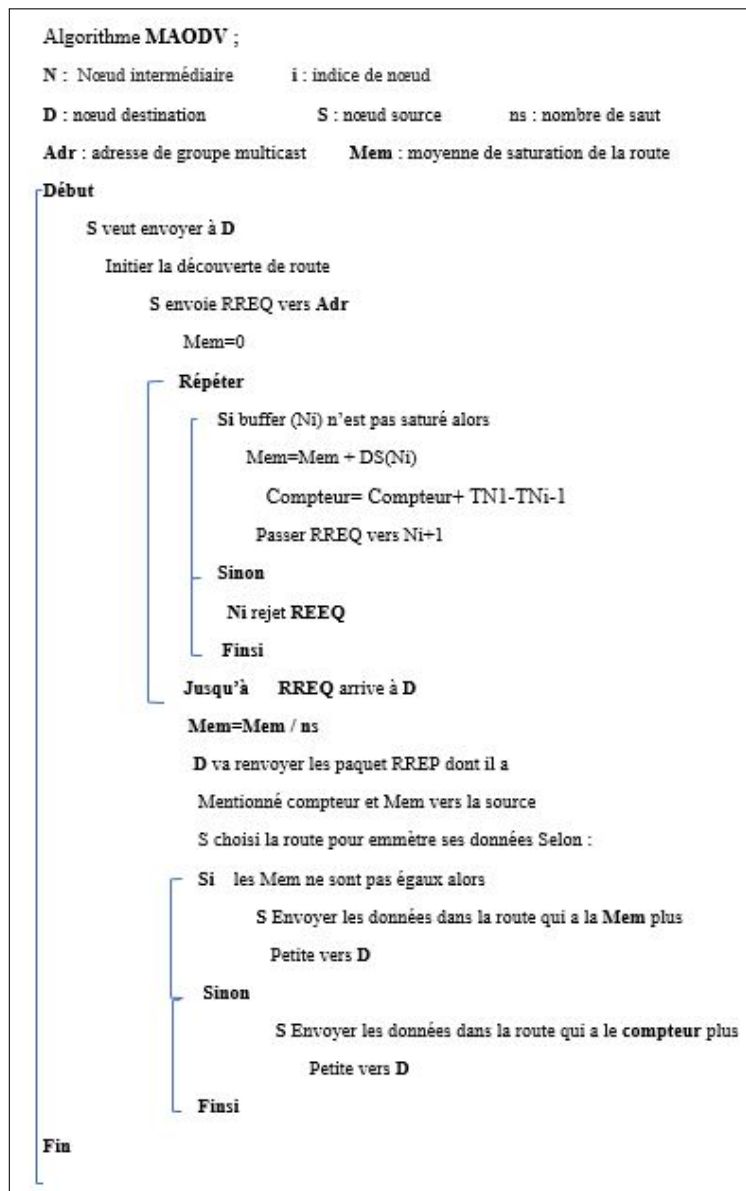 Algorithme MAODV ;
N : Nœud intermédiaire i : indice de nœud
D : nœud destination S : nœud source ns : nombre de saut
Adr : adresse de groupe multicast Mem : moyenne de saturation de la route
Début
S veut envoyer à D
Initier la découverte de route
S envoie RREQ vers Adr
Mem=0
Répéter
Si buffer (Ni) n’est pas saturé alors
Mem=Mem + DS(Ni)
Compteur= Compteur+ TN1-TNi-1
Passer RREQ vers Ni+1
Sinon
Ni rejet REEQ
Finsi
Jusqu’à RREQ arrive à D
Mem=Mem / ns
D va renvoyer les paquet RREP dont il a
Mentionné compteur et Mem vers la source
S choisi la route pour emmètre ses données Selon :
Si les Mem ne sont pas égaux alors
S Envoyer les données dans la route qui a la Mem plus
Petite vers D
Sinon
S Envoyer les données dans la route qui a le compteur plus
Petite vers D
Finsi
Fin